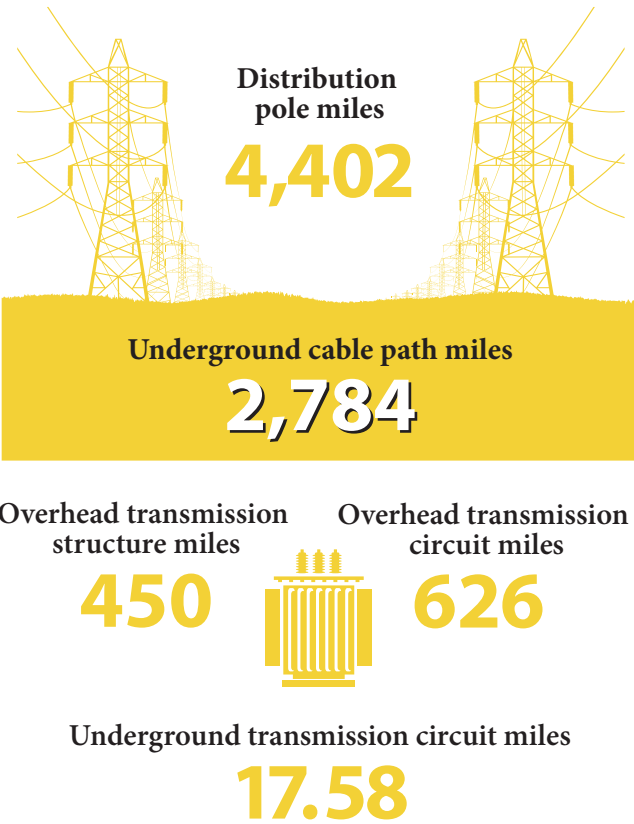 Distribution
pole miles
4,402
Underground cable path miles
2,784
Overhead transmission
structure miles
450
Overhead transmission
circuit miles
626
Underground transmission circuit miles
17.58